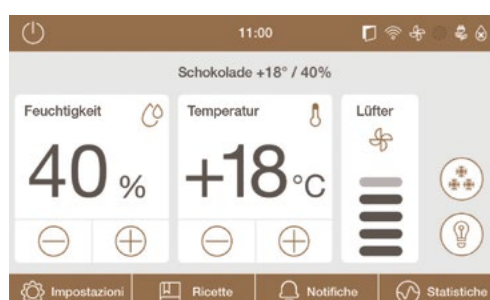 11:00
Schokolade +18° / 40%
Feuchtigkeit
Temperatur
Lüfter
40 %
+18°C
Impostazioni
Ricette
Notifiche
Statistiche